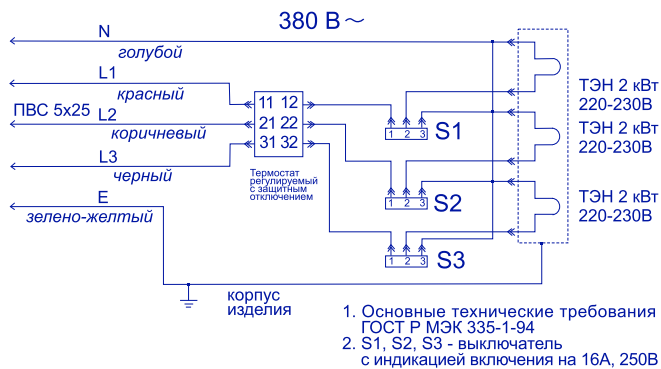 380 В~
N
голубой
L1
красный
ПВС 5х25
L2
коричневый
L3
черный
E
зелено-желтый
11 12
21 22
31 32
Термостат
регулируемый
с защитным
отключением
1 2 3
S1
1 2 3
S2
1 2 3
S3
ТЭН 2 кВт
220-230В
ТЭН 2 кВт
220-230В
ТЭН 2 кВт
220-230В
корпус
изделия
1. Основные технические требования
ГОСТ Р МЭК 335-1-94
2. S1, S2, S3 - выключатель
с индикацией включения на 16А, 250В